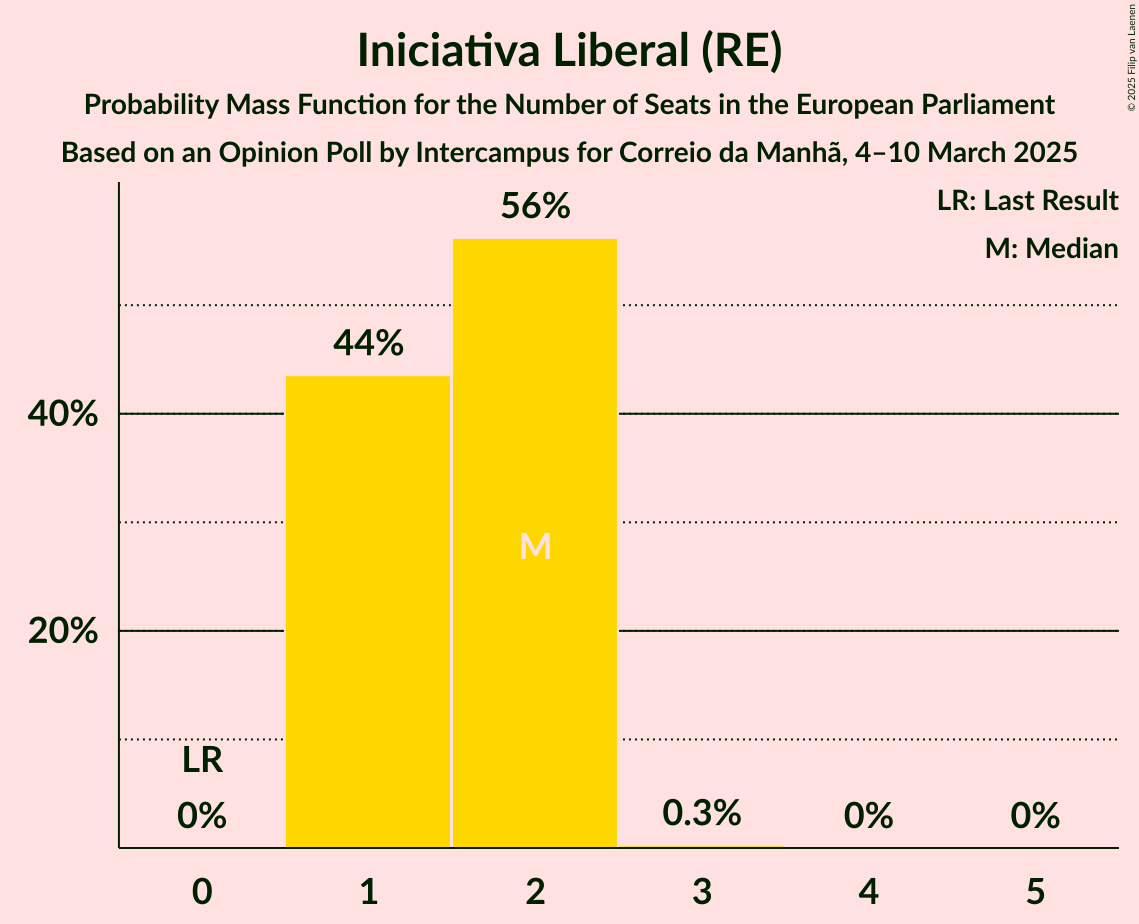 Iniciativa Liberal (RE)
Probability Mass Function for the Number of Seats in the European Parliament
Based on an Opinion Poll by Intercampus for Correio da Manhã, 4–10 March 2025
© 2025 Filip van Laenen
LR: Last Result
M: Median
56%
44%
40%
M
20%
LR
0%
0.3%
0%
0%
0
1
2
3
4
5